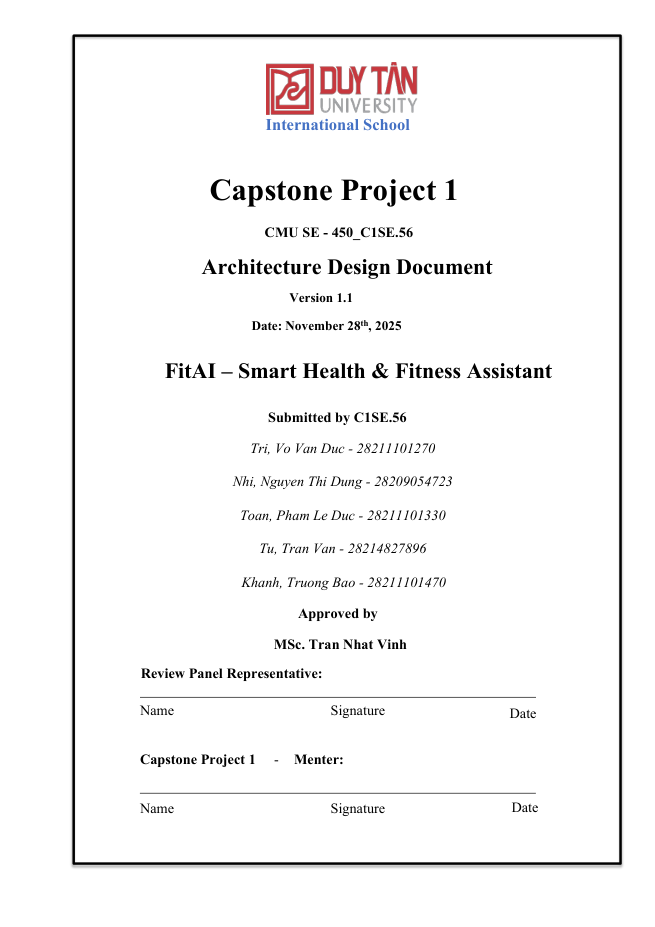 DUY TÂN
UNIVERSITY
International School
Capstone Project 1
CMU SE - 450_C1SE.56
Architecture Design Document
Version 1.1
Date: November 28th, 2025
FitAI – Smart Health & Fitness Assistant
Submitted by C1SE.56
Tri, Vo Van Duc - 28211101270
Nhi, Nguyen Thi Dung - 28209054723
Toan, Pham Le Duc - 28211101330
Tu, Tran Van - 28214827896
Khanh, Truong Bao - 28211101470
Approved by
MSc. Tran Nhat Vinh
Review Panel Representative:
Name Signature Date
Capstone Project 1 - Menter:
Name Signature Date